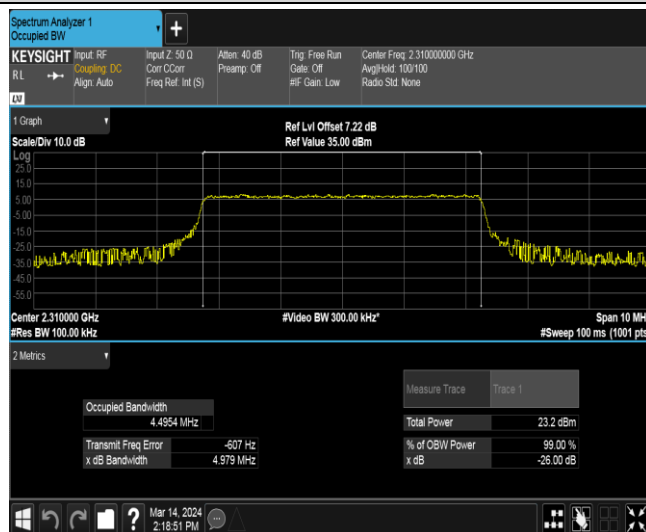 Spectrum Analyzer 1
Occupied BW
+
KEYSIGHT Input: RF Input Z: 50 Ω Atten: 40 dB Trig: Free Run Center Freq: 2.310000000 GHz
RL Coupling: DC Corr CCorr Preamp: Off Gate: Off Avg|Hold: 100/100
Align: Auto Freq Ref: Int (S) #IF Gain: Low Radio Std: None
LXI
1 Graph
Ref Lvl Offset 7.22 dB
Scale/Div 10.0 dB Ref Value 35.00 dBm
Log
25.0
15.0
5.00
-5.00
-15.0
-25.0
-35.0
-45.0
-55.0
Center 2.310000 GHz #Video BW 300.00 kHz* Span 10 MH
#Res BW 100.00 kHz #Sweep 100 ms (1001 pts
2 Metrics
Measure Trace Trace 1
Occupied Bandwidth
4.4954 MHz Total Power 23.2 dBm
Transmit Freq Error -607 Hz % of OBW Power 99.00 %
x dB Bandwidth 4.979 MHz x dB -26.00 dB
? Mar 14, 2024
2:18:51 PM